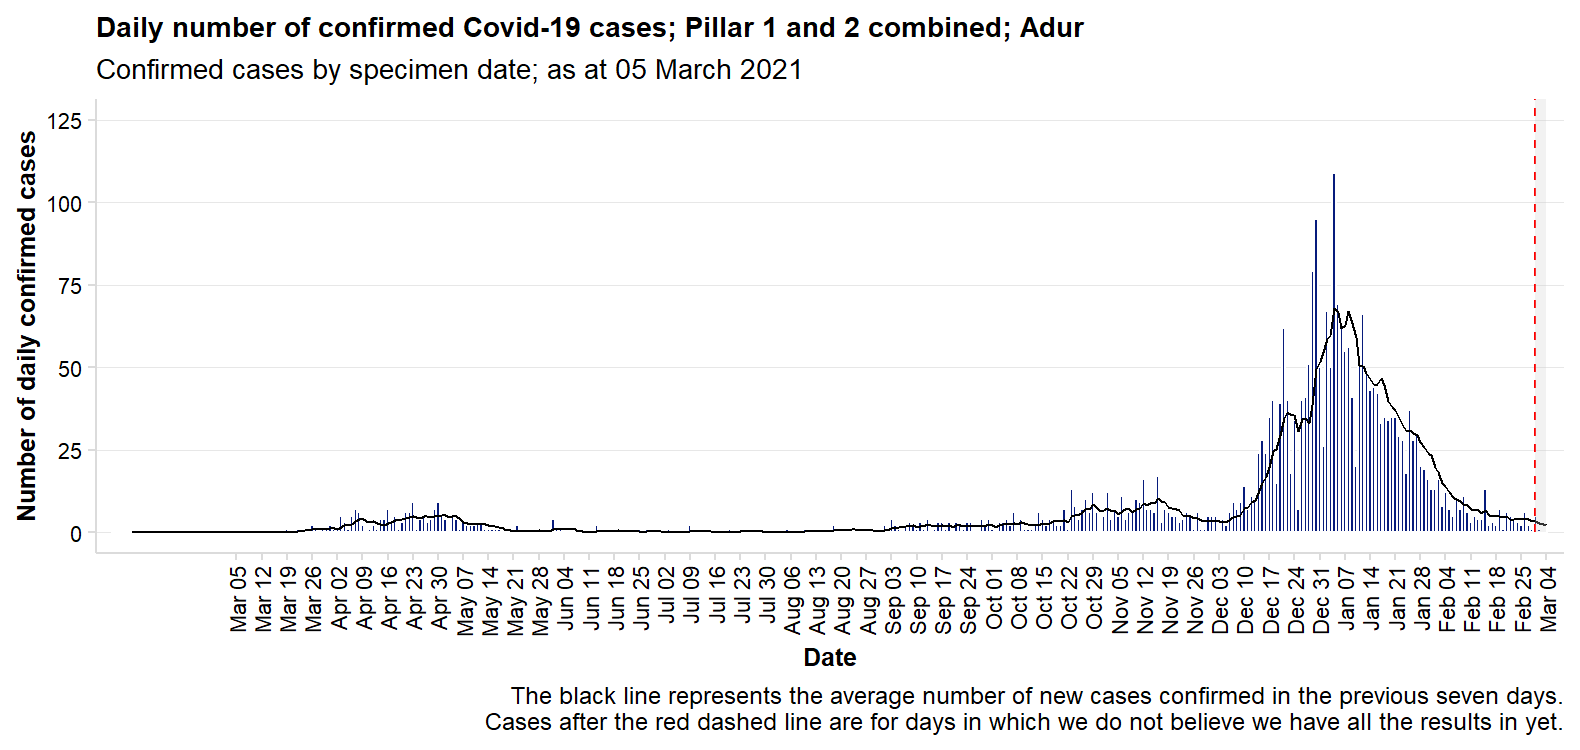 Daily number of confirmed Covid-19 cases; Pillar 1 and 2 combined; Adur
Confirmed cases by specimen date; as at 05 March 2021
Number of daily confirmed cases
125
100
75
50
25
0
Mar 05
Mar 12
Mar 19
Mar 26
Apr 02
Apr 09
Apr 16
Apr 23
Apr 30
May 07
May 14
May 21
May 28
Jun 04
Jun 11
Jun 18
Jun 25
Jul 02
Jul 09
Jul 16
Jul 23
Jul 30
Aug 06
Aug 13
Aug 20
Aug 27
Sep 03
Sep 10
Sep 17
Sep 24
Oct 01
Oct 08
Oct 15
Oct 22
Oct 29
Nov 05
Nov 12
Nov 19
Nov 26
Dec 03
Dec 10
Dec 17
Dec 24
Dec 31
Jan 07
Jan 14
Jan 21
Jan 28
Feb 04
Feb 11
Feb 18
Feb 25
Mar 04
Date
The black line represents the average number of new cases confirmed in the previous seven days.
Cases after the red dashed line are for days in which we do not believe we have all the results in yet.